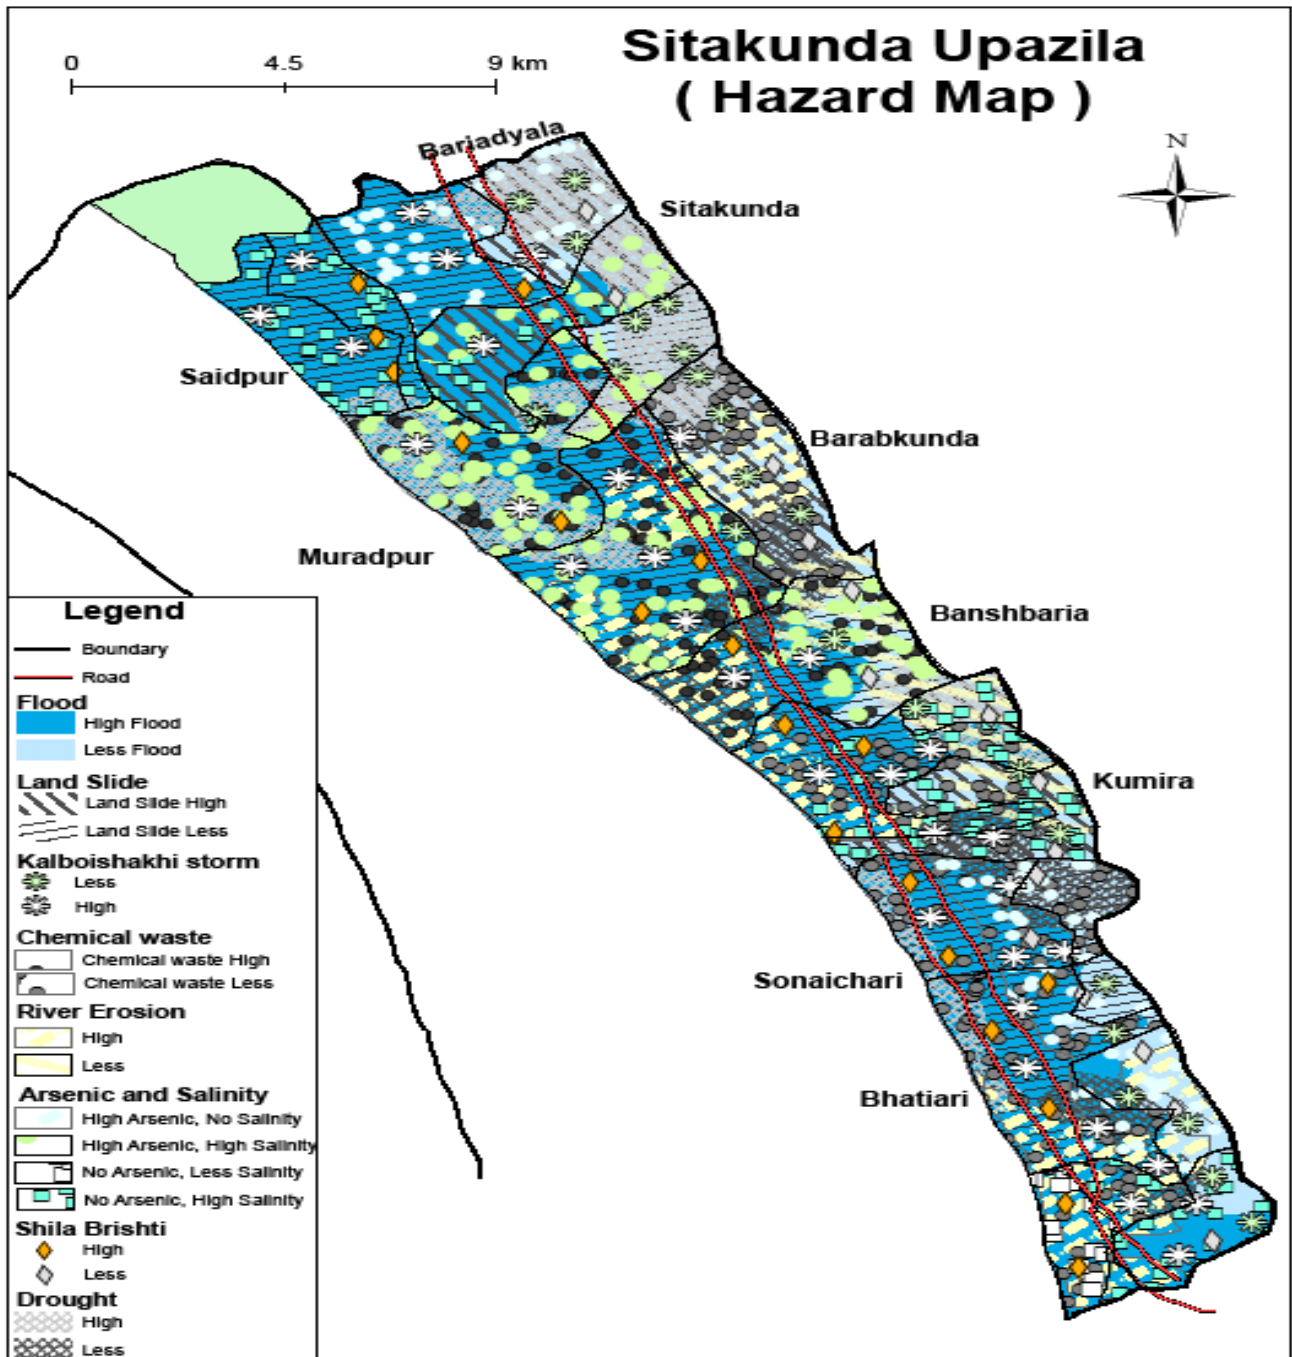 Sitakunda Upazila
( Hazard Map )
0 4.5 9 km
N
Bariadyala
Sitakunda
Saidpur
Barabkunda
Muradpur
Banshbaria
Kumira
Sonaichari
Bhatiari
Legend
Boundary
Road
Flood
High Flood
Less Flood
Land Slide
Land Slide High
Land Slide Less
Kalboishakhi storm
Less
High
Chemical waste
Chemical waste High
Chemical waste Less
River Erosion
High
Less
Arsenic and Salinity
High Arsenic, No Salinity
High Arsenic, High Salinity
No Arsenic, Less Salinity
No Arsenic, High Salinity
Shila Brishti
High
Less
Drought
High
Less